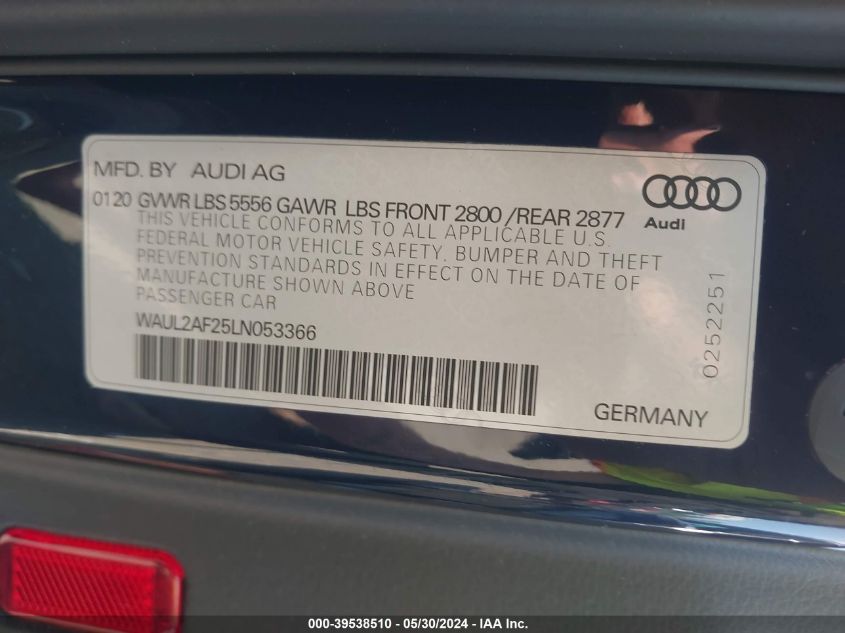 MFD. BY AUDI AG
0120 GVWR LBS 5556 GAWR LBS FRONT 2800 /REAR 2877
THIS VEHICLE CONFORMS TO ALL APPLICABLE U.S.
FEDERAL MOTOR VEHICLE SAFETY, BUMPER AND THEFT
PREVENTION STANDARDS IN EFFECT ON THE DATE OF
MANUFACTURE SHOWN ABOVE
PASSENGER CAR
WAUL2AF25LN053366
Audi
0252251
GERMANY
000-39538510 - 05/30/2024 - IAA Inc.